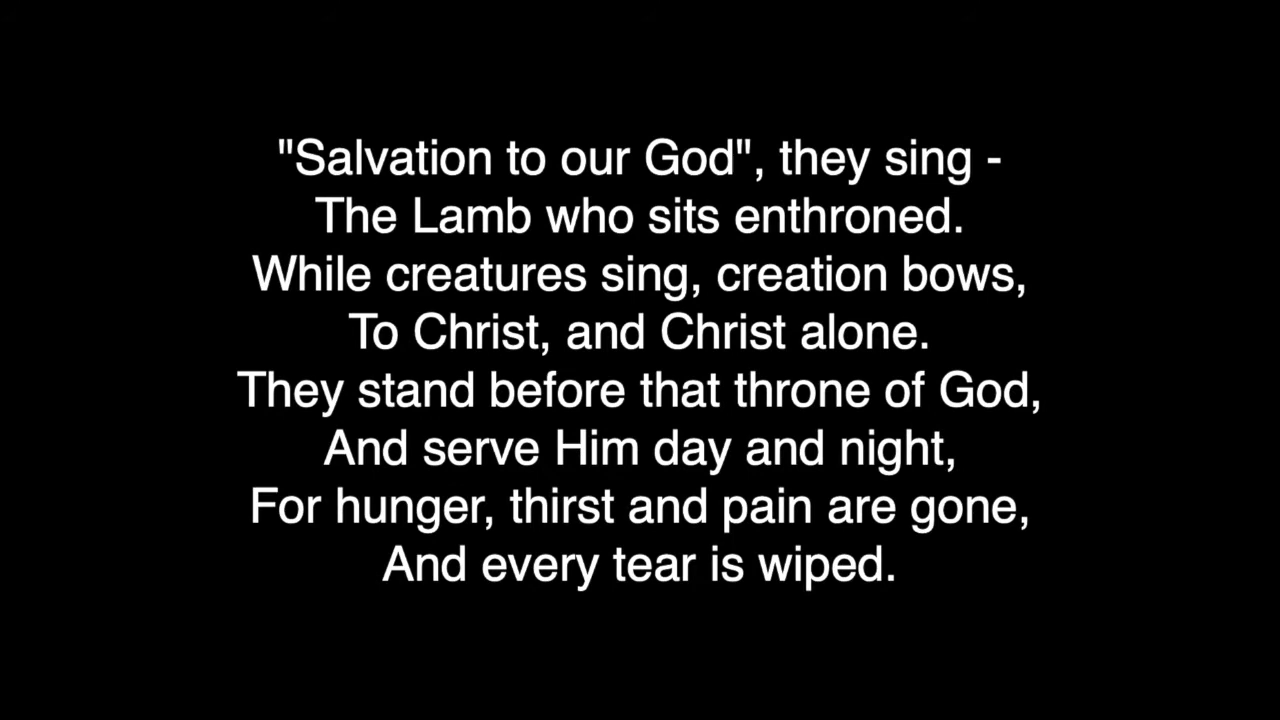 "Salvation to our God", they sing -
The Lamb who sits enthroned.
While creatures sing, creation bows,
To Christ, and Christ alone.
They stand before that throne of God,
And serve Him day and night,
For hunger, thirst and pain are gone,
And every tear is wiped.